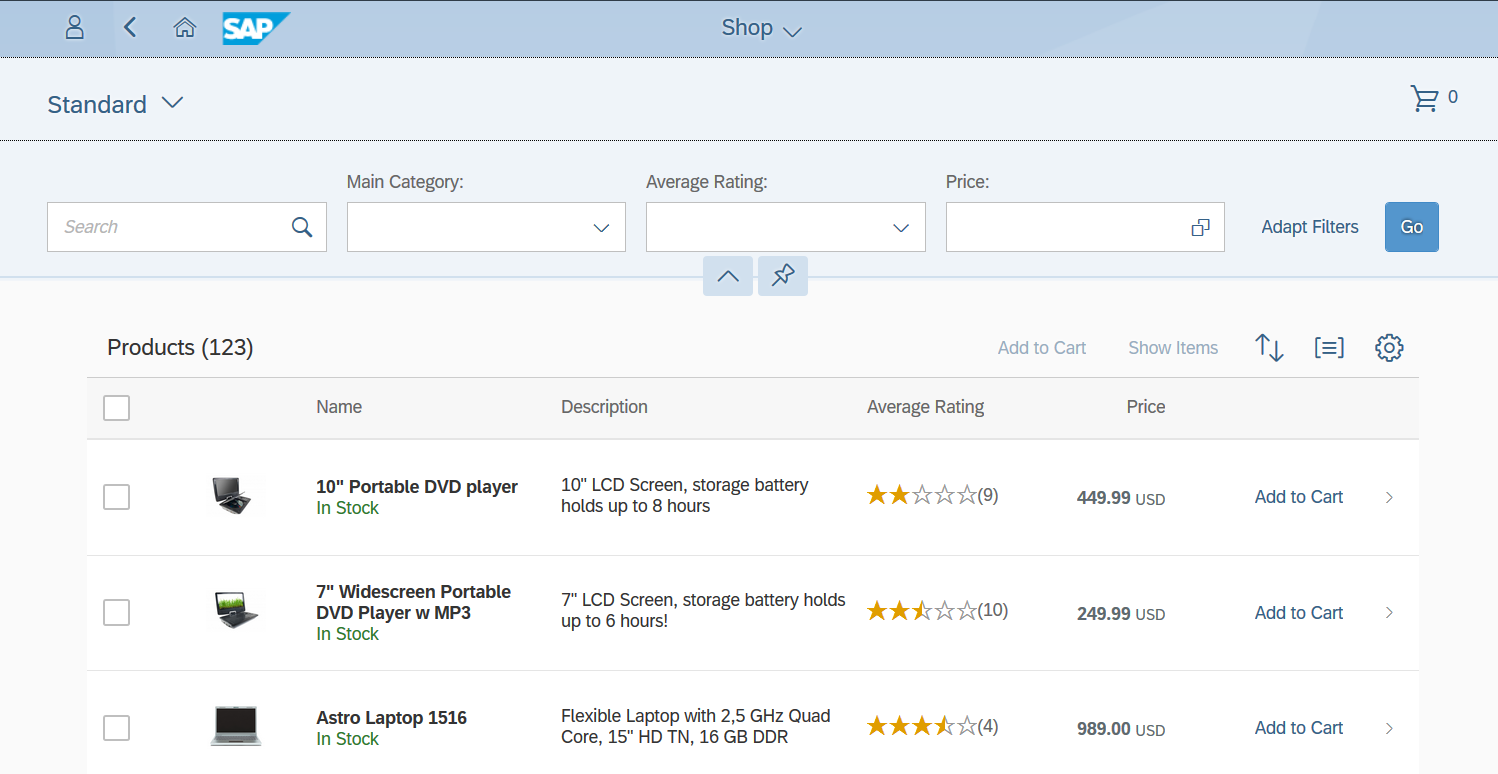 SAP
Shop
Standard
0
Main Category:
Average Rating:
Price:
Search
Adapt Filters
Go
Products (123)
Add to Cart
Show Items
Name
Description
Average Rating
Price
10" Portable DVD player
In Stock
10" LCD Screen, storage battery
holds up to 8 hours
(9)
449.99 USD
Add to Cart
7" Widescreen Portable
DVD Player w MP3
In Stock
7" LCD Screen, storage battery holds
up to 6 hours!
(10)
249.99 USD
Add to Cart
Astro Laptop 1516
In Stock
Flexible Laptop with 2,5 GHz Quad
Core, 15" HD TN, 16 GB DDR
(4)
989.00 USD
Add to Cart